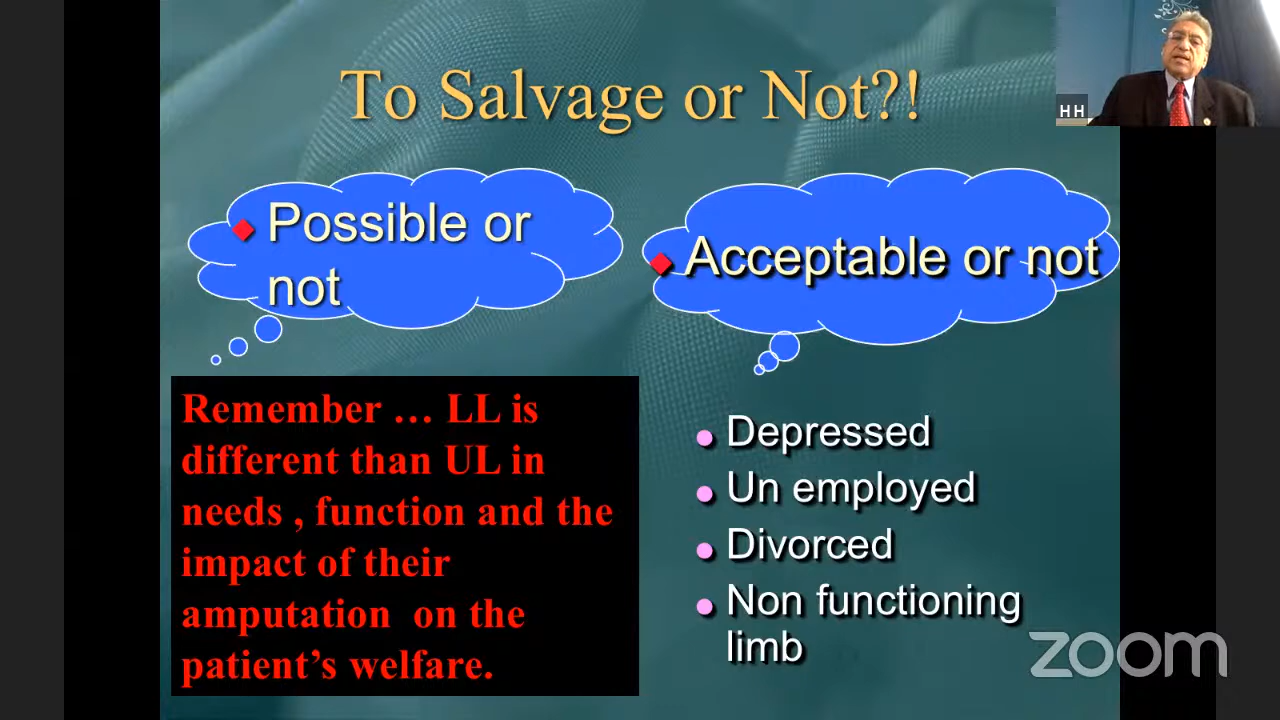 To Salvage or Not?!
HH
Possible or
not
Acceptable or not
Remember … LL is
different than UL in
needs , function and the
impact of their
amputation on the
patient’s welfare.
Depressed
Un employed
Divorced
Non functioning
limb
zoom